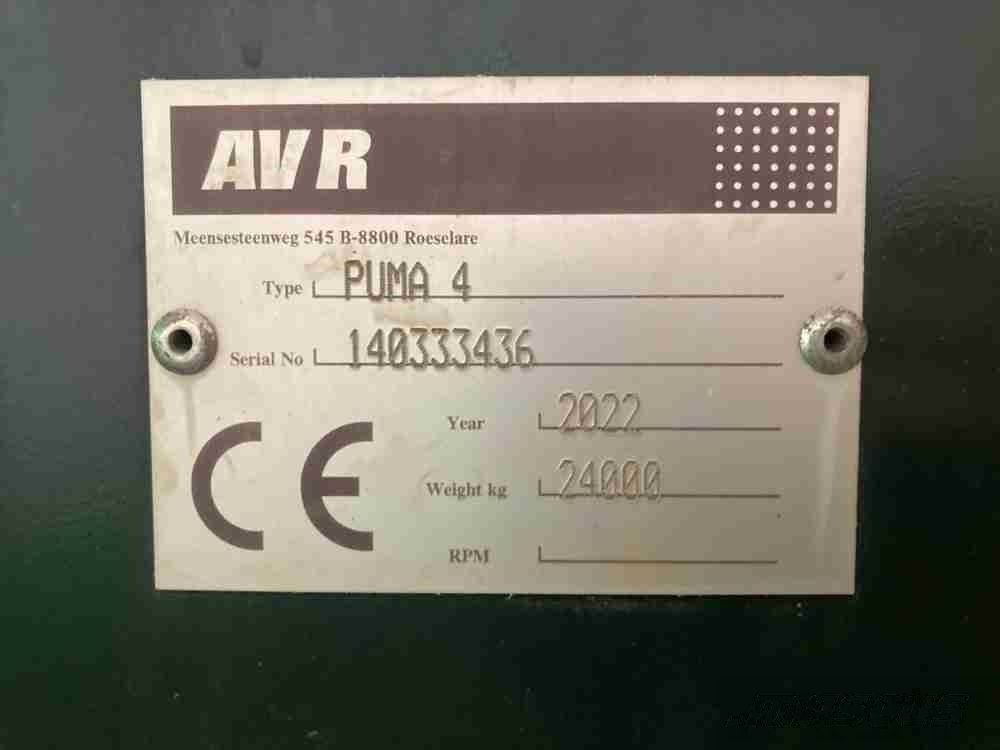 AVR
Meensesteenweg 545 B-8800 Roeselare
Type PUMA 4
Serial No 140333436
Year 2022
Weight kg 24000
RPM
CE